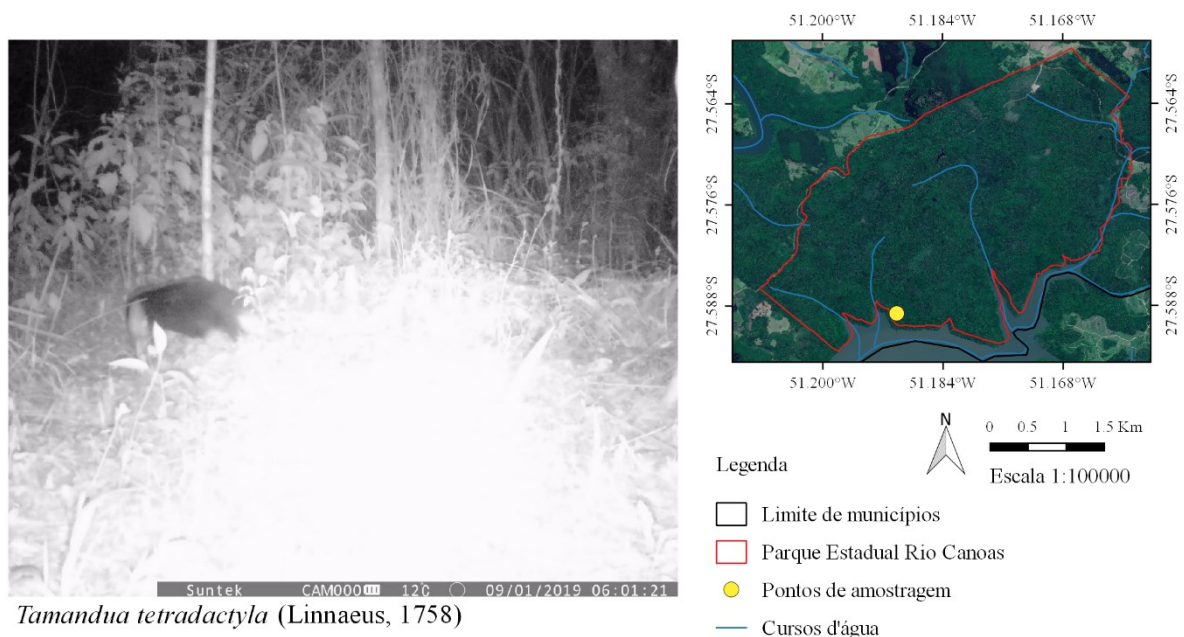 Suntek CAM000 12C 09/01/2019 06:01:21
Tamandua tetradactyla (Linnaeus, 1758)
51.200°W 51.184°W 51.168°W
27.564°S 27.564°S
27.576°S 27.576°S
27.588°S 27.588°S
51.200°W 51.184°W 51.168°W
N
0 0.5 1 1.5 Km
Escala 1:100000
Legenda
Limite de municípios
Parque Estadual Rio Canoas
Pontos de amostragem
Cursos d'água